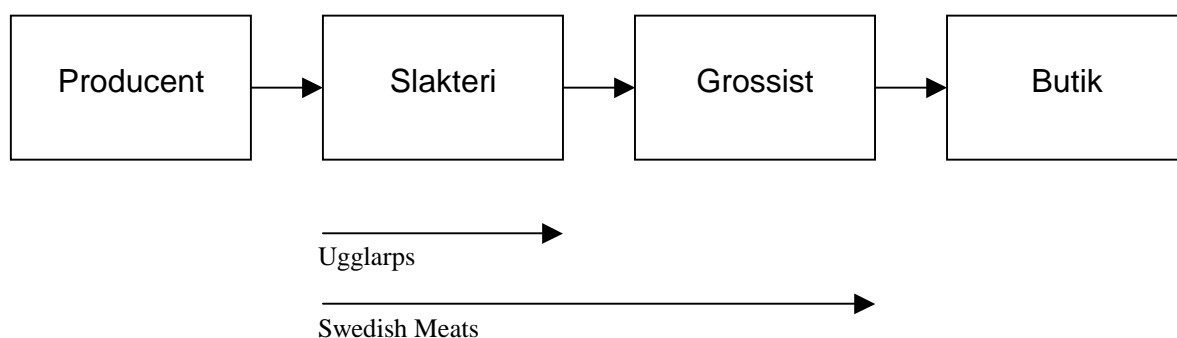 Producent
Slakteri
Grossist
Butik
Ugglarps
Swedish Meats